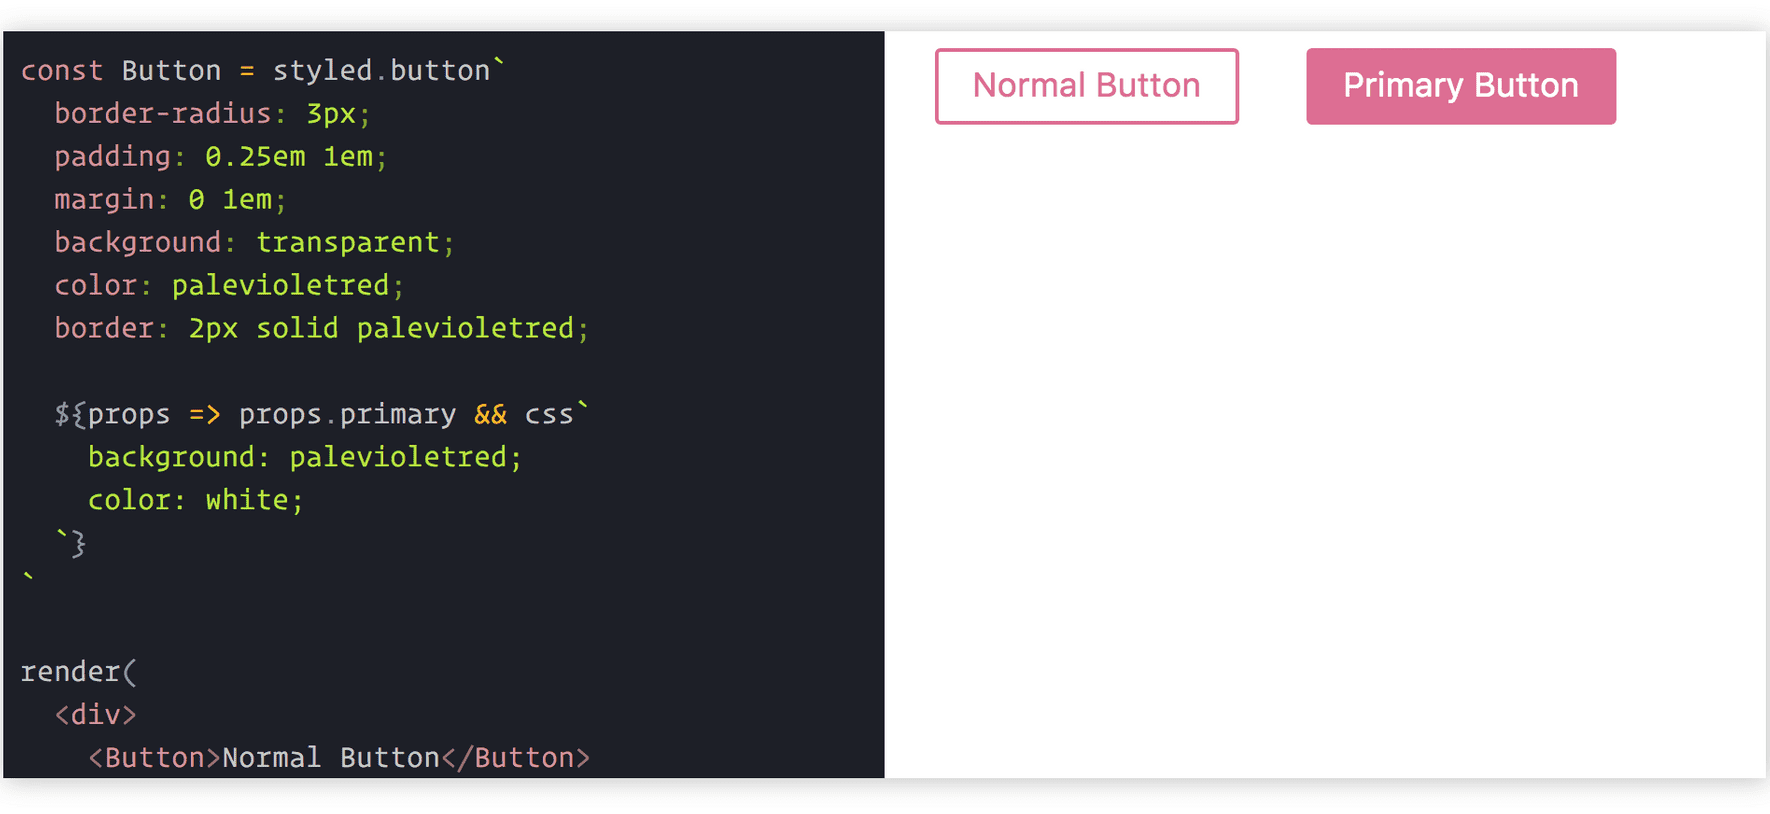 const Button = styled.button`
  border-radius: 3px;
  padding: 0.25em 1em;
  margin: 0 1em;
  background: transparent;
  color: palevioletred;
  border: 2px solid palevioletred;

  ${props => props.primary && css`
    background: palevioletred;
    color: white;
  `}
`

render(
  <div>
    <Button>Normal Button</Button>
Normal Button
Primary Button